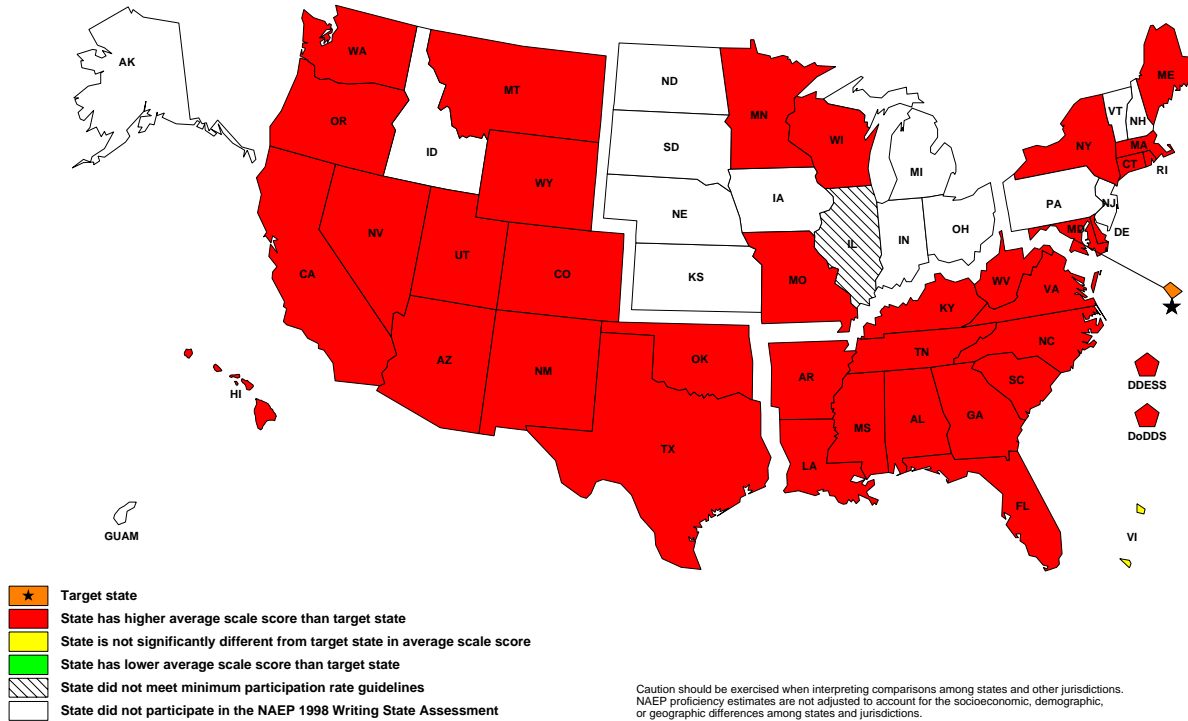 AK
WA
MT
ND
MN
ME
VT
NH
OR
ID
SD
WI
NY
MA
CT
RI
MI
WY
IA
PA
NJ
NE
IN
OH
DE
MD
NV
UT
CO
KS
IL
MO
WV
VA
CA
KY
AZ
NM
OK
AR
TN
NC
SC
DDESS
HI
MS
AL
GA
DoDDS
TX
LA
FL
GUAM
VI
Target state
State has higher average scale score than target state
State is not significantly different from target state in average scale score
State has lower average scale score than target state
State did not meet minimum participation rate guidelines
State did not participate in the NAEP 1998 Writing State Assessment
Caution should be exercised when interpreting comparisons among states and other jurisdictions.
NAEP proficiency estimates are not adjusted to account for the socioeconomic, demographic,
or geographic differences among states and jurisdictions.